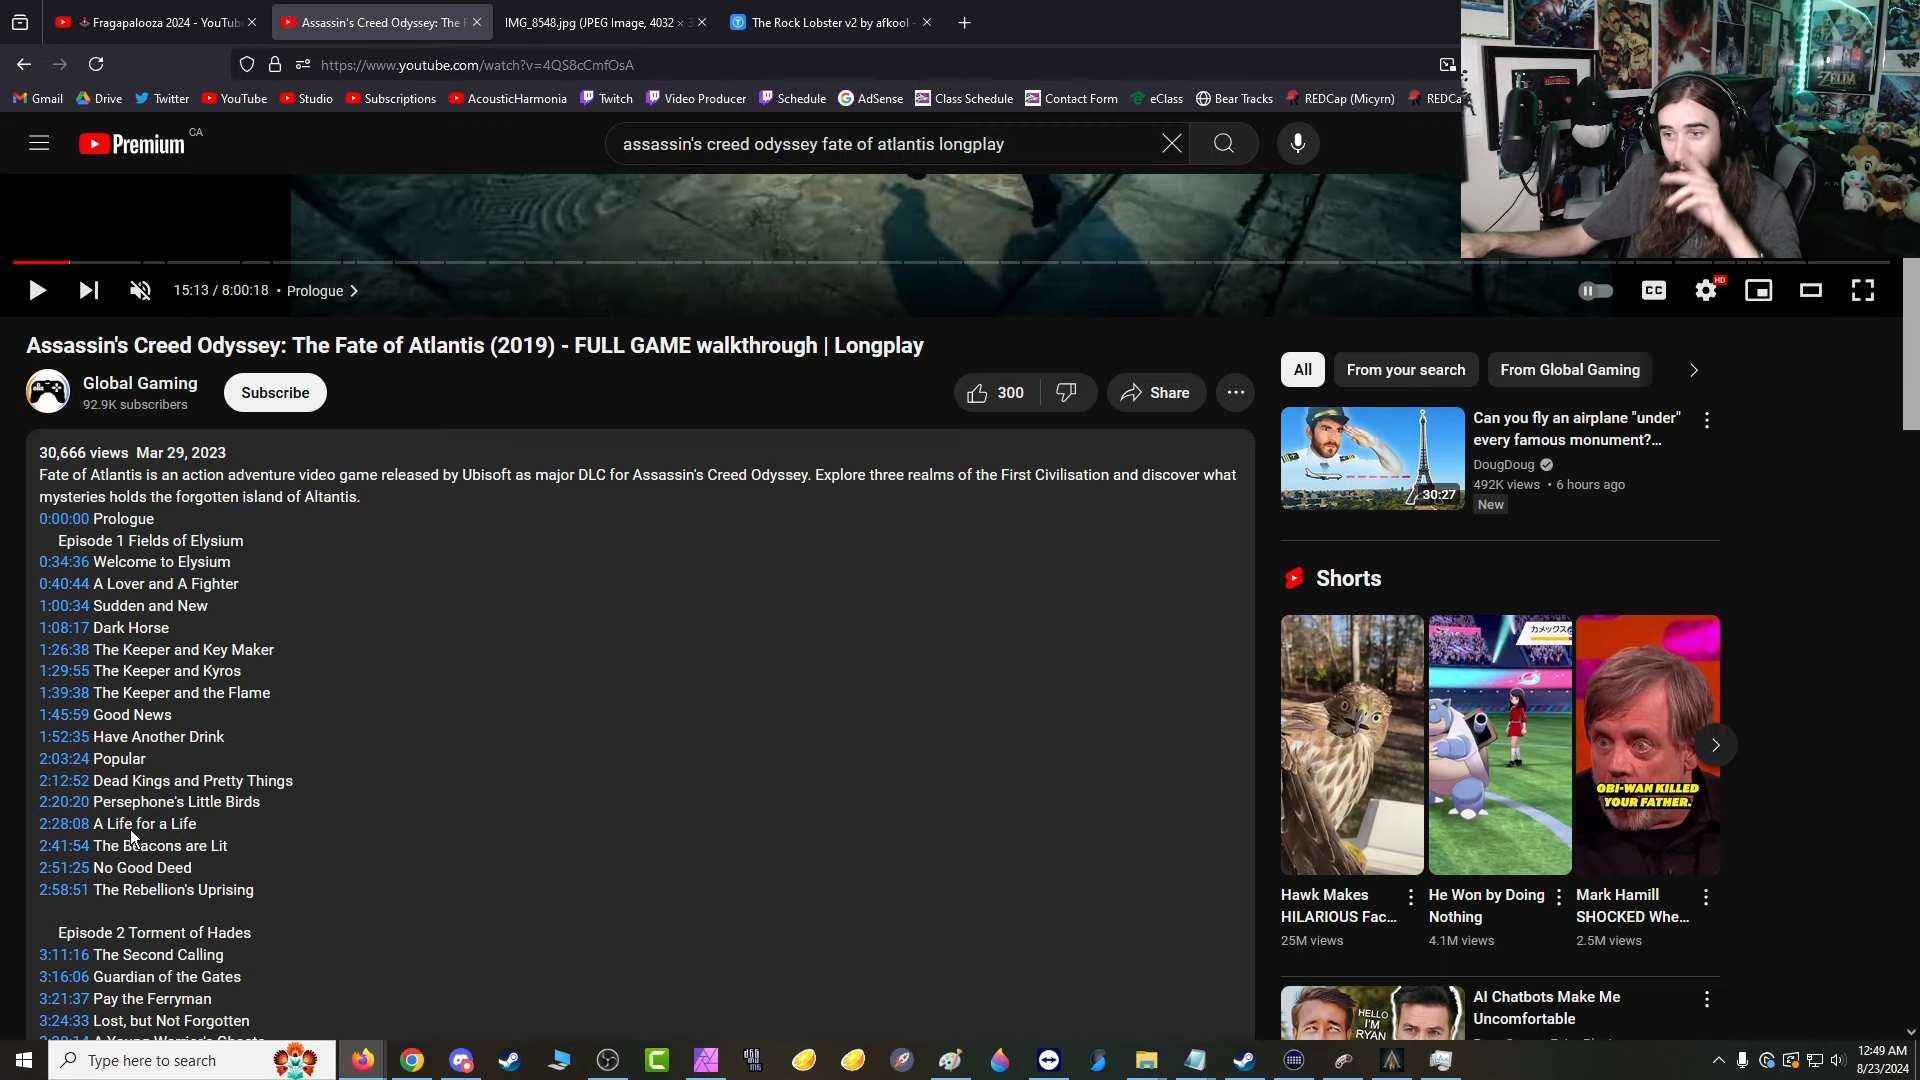 Fragapalooza 2024 - YouTub
Assassin's Creed Odyssey: The F
IMG_8548.jpg (JPEG Image, 4032 × 3
The Rock Lobster v2 by afkool -
https://www.youtube.com/watch?v=4QS8cCmfOsA
Gmail
Drive
Twitter
YouTube
Studio
Subscriptions
AcousticHarmonia
Twitch
Video Producer
Schedule
AdSense
Class Schedule
Contact Form
eClass
Bear Tracks
REDCap (Micyrn)
REDCa
ZELDA
Premium
CA
assassin's creed odyssey fate of atlantis longplay
15:13 / 8:00:18 • Prologue
CC
HD
Assassin's Creed Odyssey: The Fate of Atlantis (2019) - FULL GAME walkthrough | Longplay
Global Gaming
92.9K subscribers
Subscribe
300
Share
30,666 views Mar 29, 2023
Fate of Atlantis is an action adventure video game released by Ubisoft as major DLC for Assassin's Creed Odyssey. Explore three realms of the First Civilisation and discover what
mysteries holds the forgotten island of Altantis.
0:00:00 Prologue
Episode 1 Fields of Elysium
0:34:36 Welcome to Elysium
0:40:44 A Lover and A Fighter
1:00:34 Sudden and New
1:08:17 Dark Horse
1:26:38 The Keeper and Key Maker
1:29:55 The Keeper and Kyros
1:39:38 The Keeper and the Flame
1:45:59 Good News
1:52:35 Have Another Drink
2:03:24 Popular
2:12:52 Dead Kings and Pretty Things
2:20:20 Persephone's Little Birds
2:28:08 A Life for a Life
2:41:54 The Beacons are Lit
2:51:25 No Good Deed
2:58:51 The Rebellion's Uprising
Episode 2 Torment of Hades
3:11:16 The Second Calling
3:16:06 Guardian of the Gates
3:21:37 Pay the Ferryman
3:24:33 Lost, but Not Forgotten
All
From your search
From Global Gaming
Can you fly an airplane "under"
every famous monument?...
DougDoug
492K views • 6 hours ago
New
30:27
Shorts
カメックス
OBI-WAN KILLED
YOUR FATHER.
Hawk Makes
HILARIOUS Fac...
25M views
He Won by Doing
Nothing
4.1M views
Mark Hamill
SHOCKED Whe...
2.5M views
HELLO
I'M
RYAN
AI Chatbots Make Me
Uncomfortable
Type here to search
12:49 AM
8/23/2024